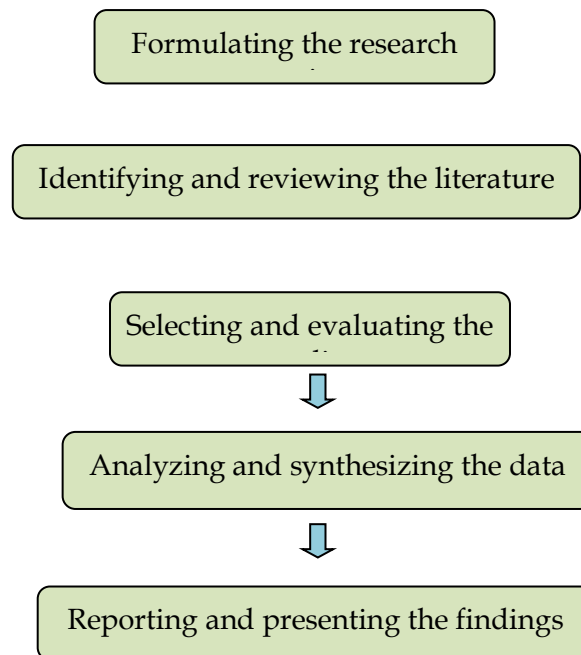 Formulating the research
Identifying and reviewing the literature
Selecting and evaluating the
Analyzing and synthesizing the data
Reporting and presenting the findings